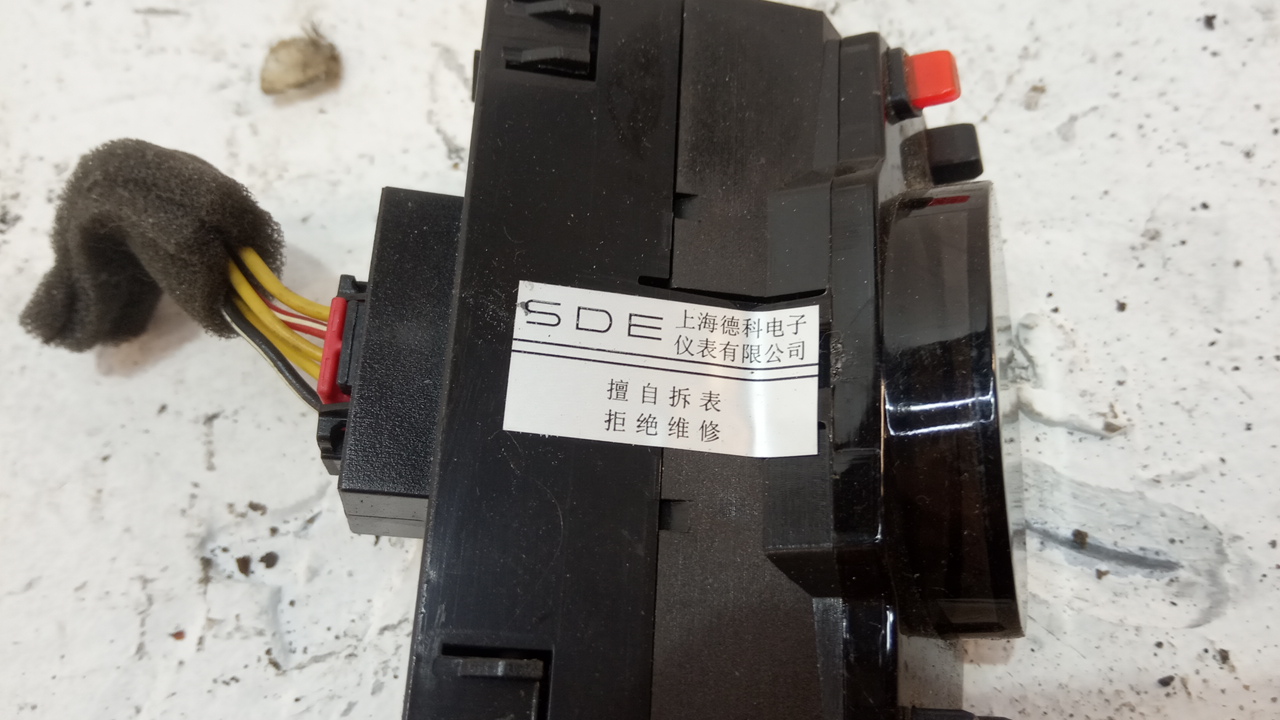 SDE 上海德科电子
仪表有限公司
擅自拆表
拒绝维修